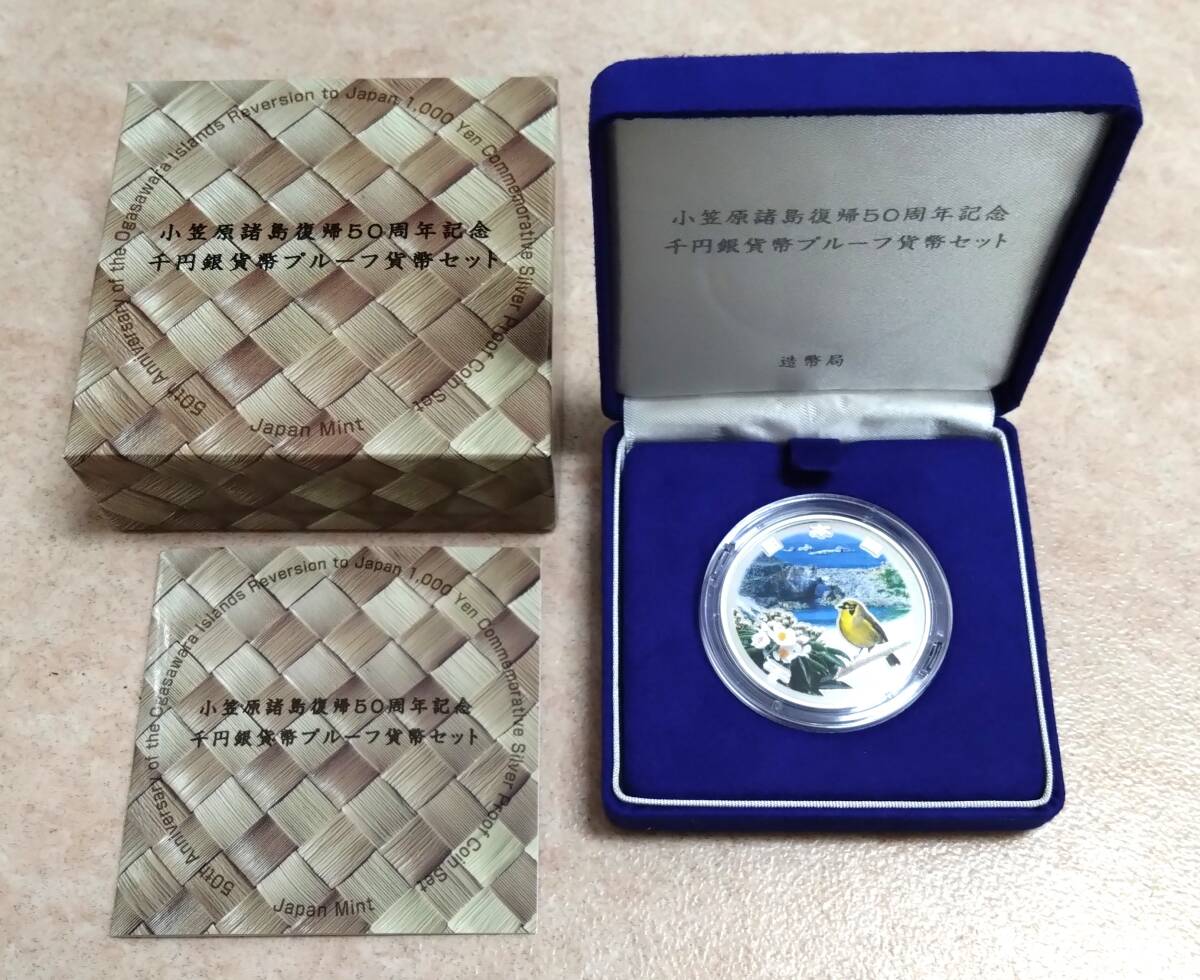 50th Anniversary of the Ogasawara Islands Reversion to Japan 1,000 Yen Commemorative Silver Proof Coin Set
小笠原諸島復帰50周年記念
千円銀貨幣プルーフ貨幣セット
Japan Mint
小笠原諸島復帰50周年記念
千円銀貨幣プルーフ貨幣セット
造幣局
50th Anniversary of the Ogasawara Islands Reversion to Japan 1,000 Yen Commemorative Silver Proof Coin Set
小笠原諸島復帰50周年記念
千円銀貨幣プルーフ貨幣セット
Japan Mint